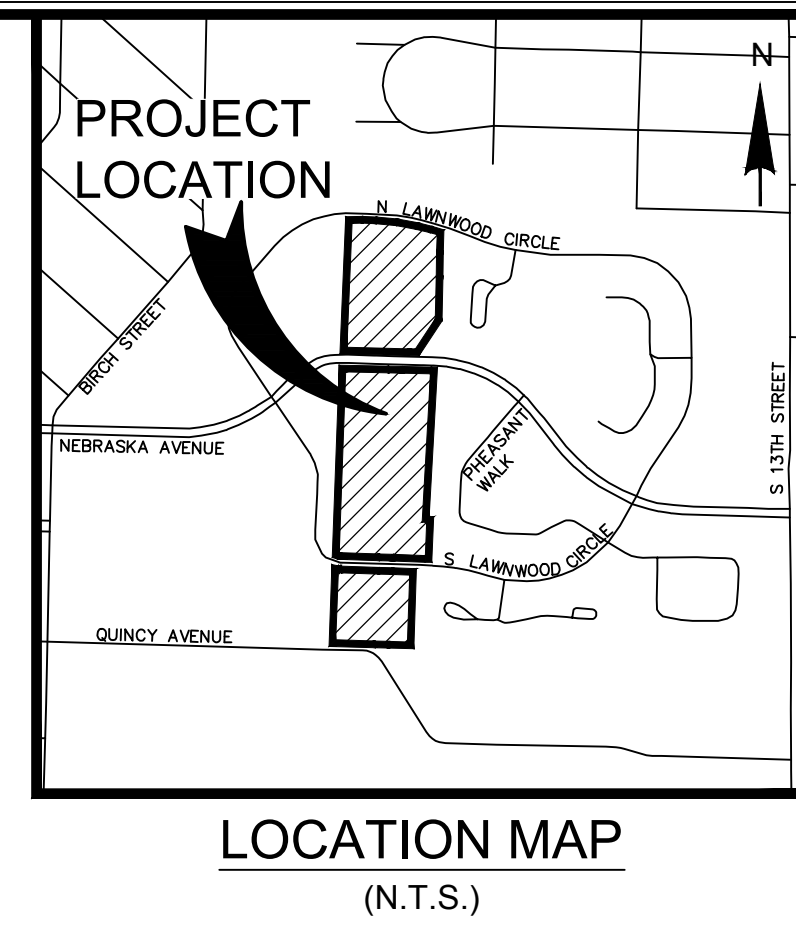 N
PROJECT
LOCATION
N LAWNWOOD CIRCLE
BIRCH STREET
NEBRASKA AVENUE
PHEASANT
WALK
S 13TH STREET
S LAWNWOOD CIRCLE
QUINCY AVENUE
LOCATION MAP
(N.T.S.)